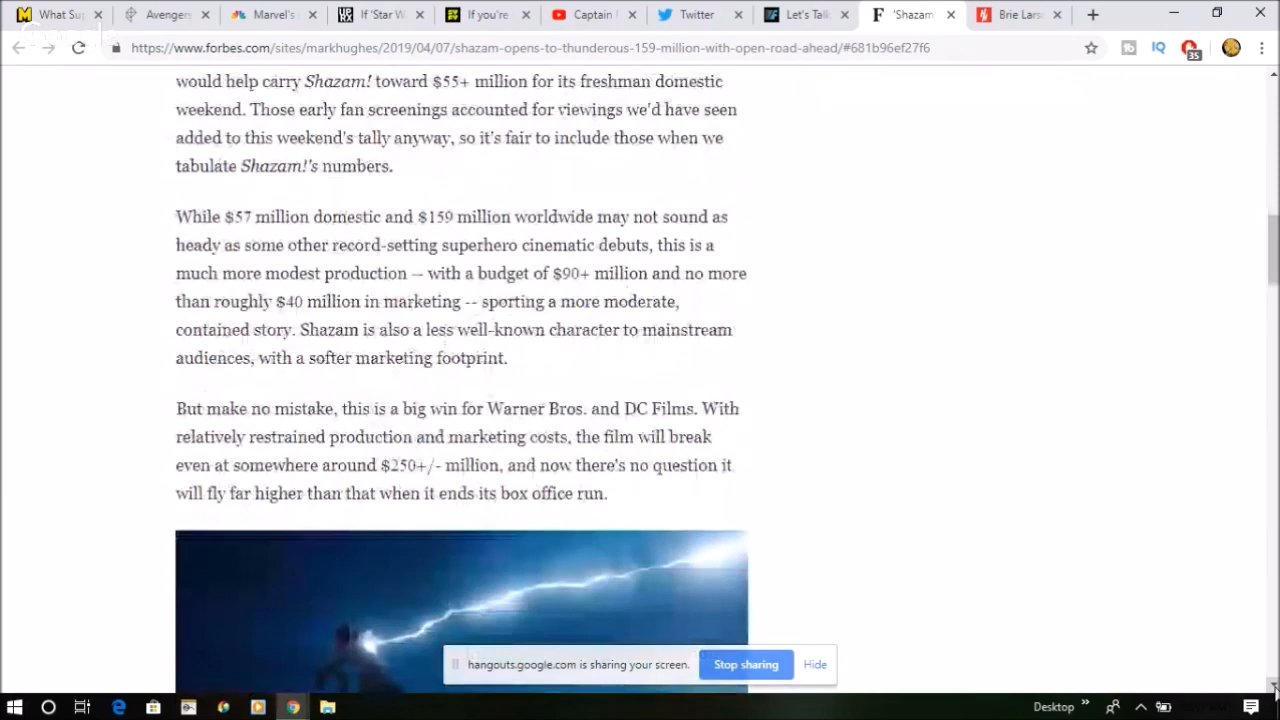 What Sup
Avenger
Marvel's
If 'Star W
If you're
Captain
Twitter
Let's Talk
'Shazam
Brie Lars
https://www.forbes.com/sites/markhughes/2019/04/07/shazam-opens-to-thunderous-159-million-with-open-road-ahead/#681b96ef27f6
IQ
35
would help carry Shazam! toward $55+ million for its freshman domestic
weekend. Those early fan screenings accounted for viewings we'd have seen
added to this weekend's tally anyway, so it's fair to include those when we
tabulate Shazam!'s numbers.
While $57 million domestic and $159 million worldwide may not sound as
heady as some other record-setting superhero cinematic debuts, this is a
much more modest production -- with a budget of $90+ million and no more
than roughly $40 million in marketing -- sporting a more moderate,
contained story. Shazam is also a less well-known character to mainstream
audiences, with a softer marketing footprint.
But make no mistake, this is a big win for Warner Bros. and DC Films. With
relatively restrained production and marketing costs, the film will break
even at somewhere around $250+/- million, and now there's no question it
will fly far higher than that when it ends its box office run.
hangouts.google.com is sharing your screen.
Stop sharing
Hide
Desktop